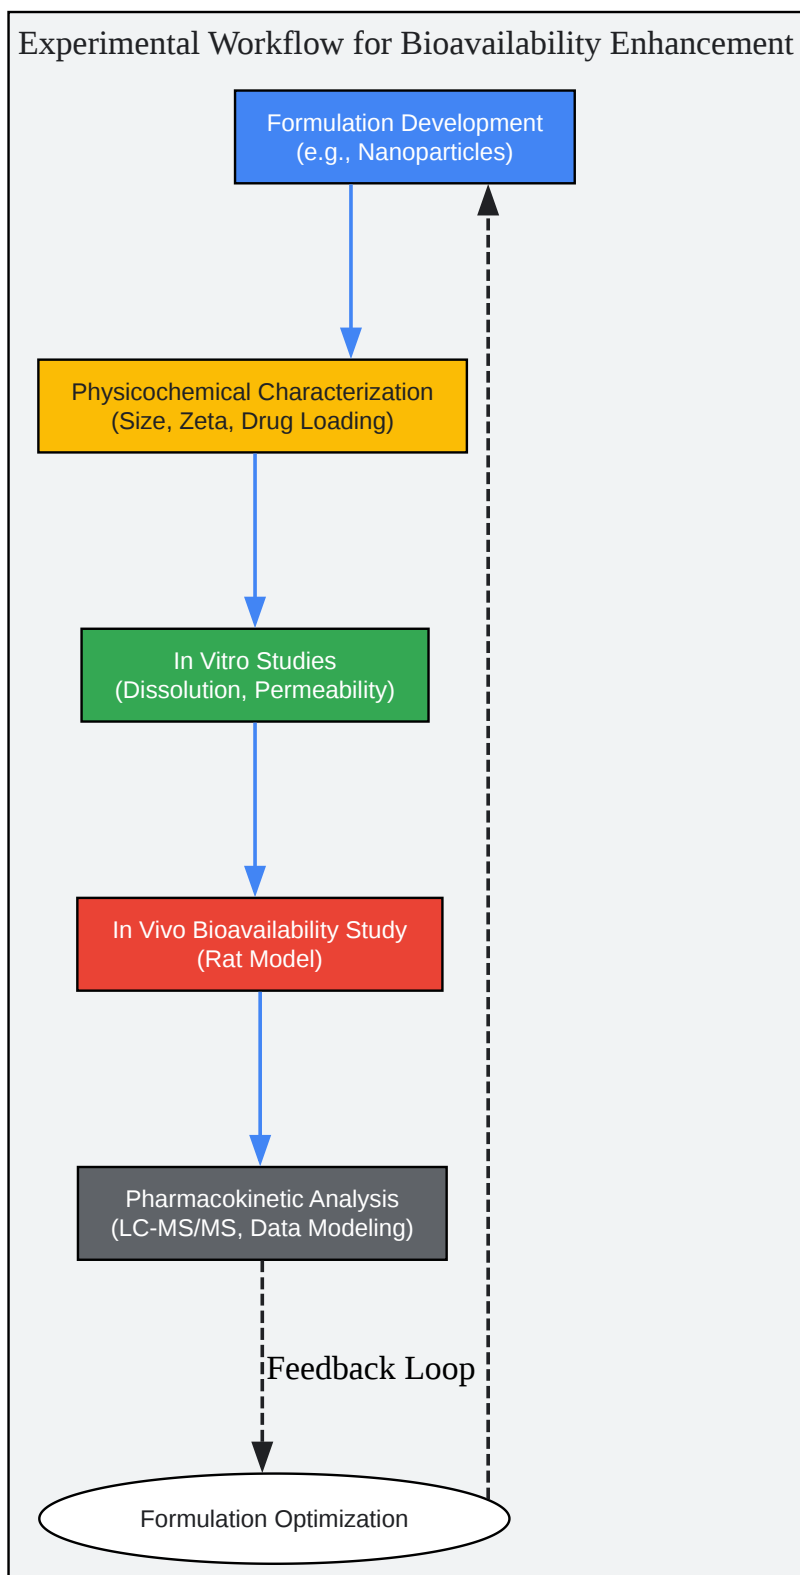 Experimental Workflow for Bioavailability Enhancement
Formulation Development
(e.g., Nanoparticles)
Physicochemical Characterization
(Size, Zeta, Drug Loading)
In Vitro Studies
(Dissolution, Permeability)
In Vivo Bioavailability Study
(Rat Model)
Pharmacokinetic Analysis
(LC-MS/MS, Data Modeling)
Feedback Loop
Formulation Optimization